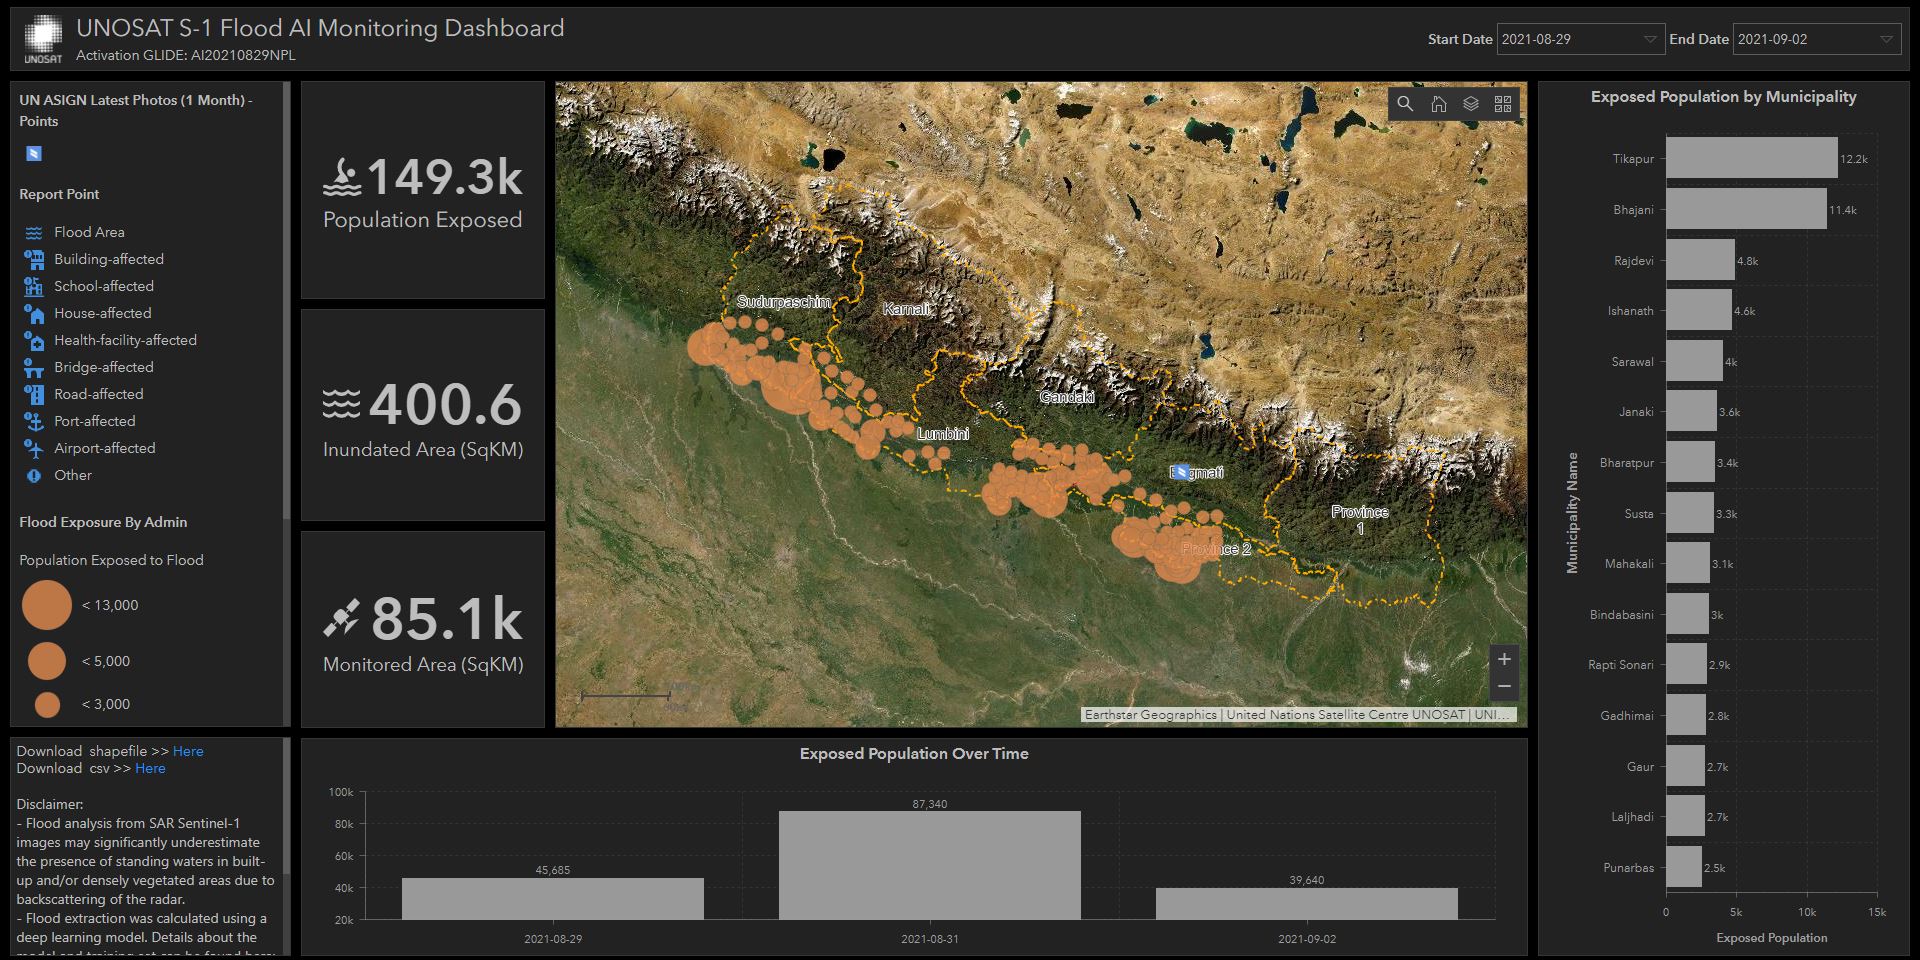 UNOSAT S-1 Flood AI Monitoring Dashboard
Activation GLIDE: AI20210829NPL
UNOSAT
Start Date 2021-08-29 End Date 2021-09-02
UN ASIGN Latest Photos (1 Month) -
Points
Report Point
Flood Area
Building-affected
School-affected
House-affected
Health-facility-affected
Bridge-affected
Road-affected
Port-affected
Airport-affected
Other
Flood Exposure By Admin
Population Exposed to Flood
< 13,000
< 5,000
< 3,000
Download shapefile >> Here
Download csv >> Here
Disclaimer:
- Flood analysis from SAR Sentinel-1
images may significantly underestimate
the presence of standing waters in built-
up and/or densely vegetated areas due to
backscattering of the radar.
- Flood extraction was calculated using a
deep learning model. Details about the
model and training set can be found here:
149.3k
Population Exposed
400.6
Inundated Area (SqKM)
85.1k
Monitored Area (SqKM)
Sudurpaschim
Karnali
Gandaki
Lumbini
Bagmati
Province
1
Province 2
+
−
Earthstar Geographics | United Nations Satellite Centre UNOSAT | UNI...
Exposed Population Over Time
100k
80k
60k
40k
20k
45,685
87,340
39,640
2021-08-29
2021-08-31
2021-09-02
Exposed Population by Municipality
Municipality Name
Tikapur 12.2k
Bhajani 11.4k
Rajdevi 4.8k
Ishanath 4.6k
Sarawal 4k
Janaki 3.6k
Bharatpur 3.4k
Susta 3.3k
Mahakali 3.1k
Bindabasini 3k
Rapti Sonari 2.9k
Gadhimai 2.8k
Gaur 2.7k
Laljhadi 2.7k
Punarbas 2.5k
0 5k 10k 15k
Exposed Population